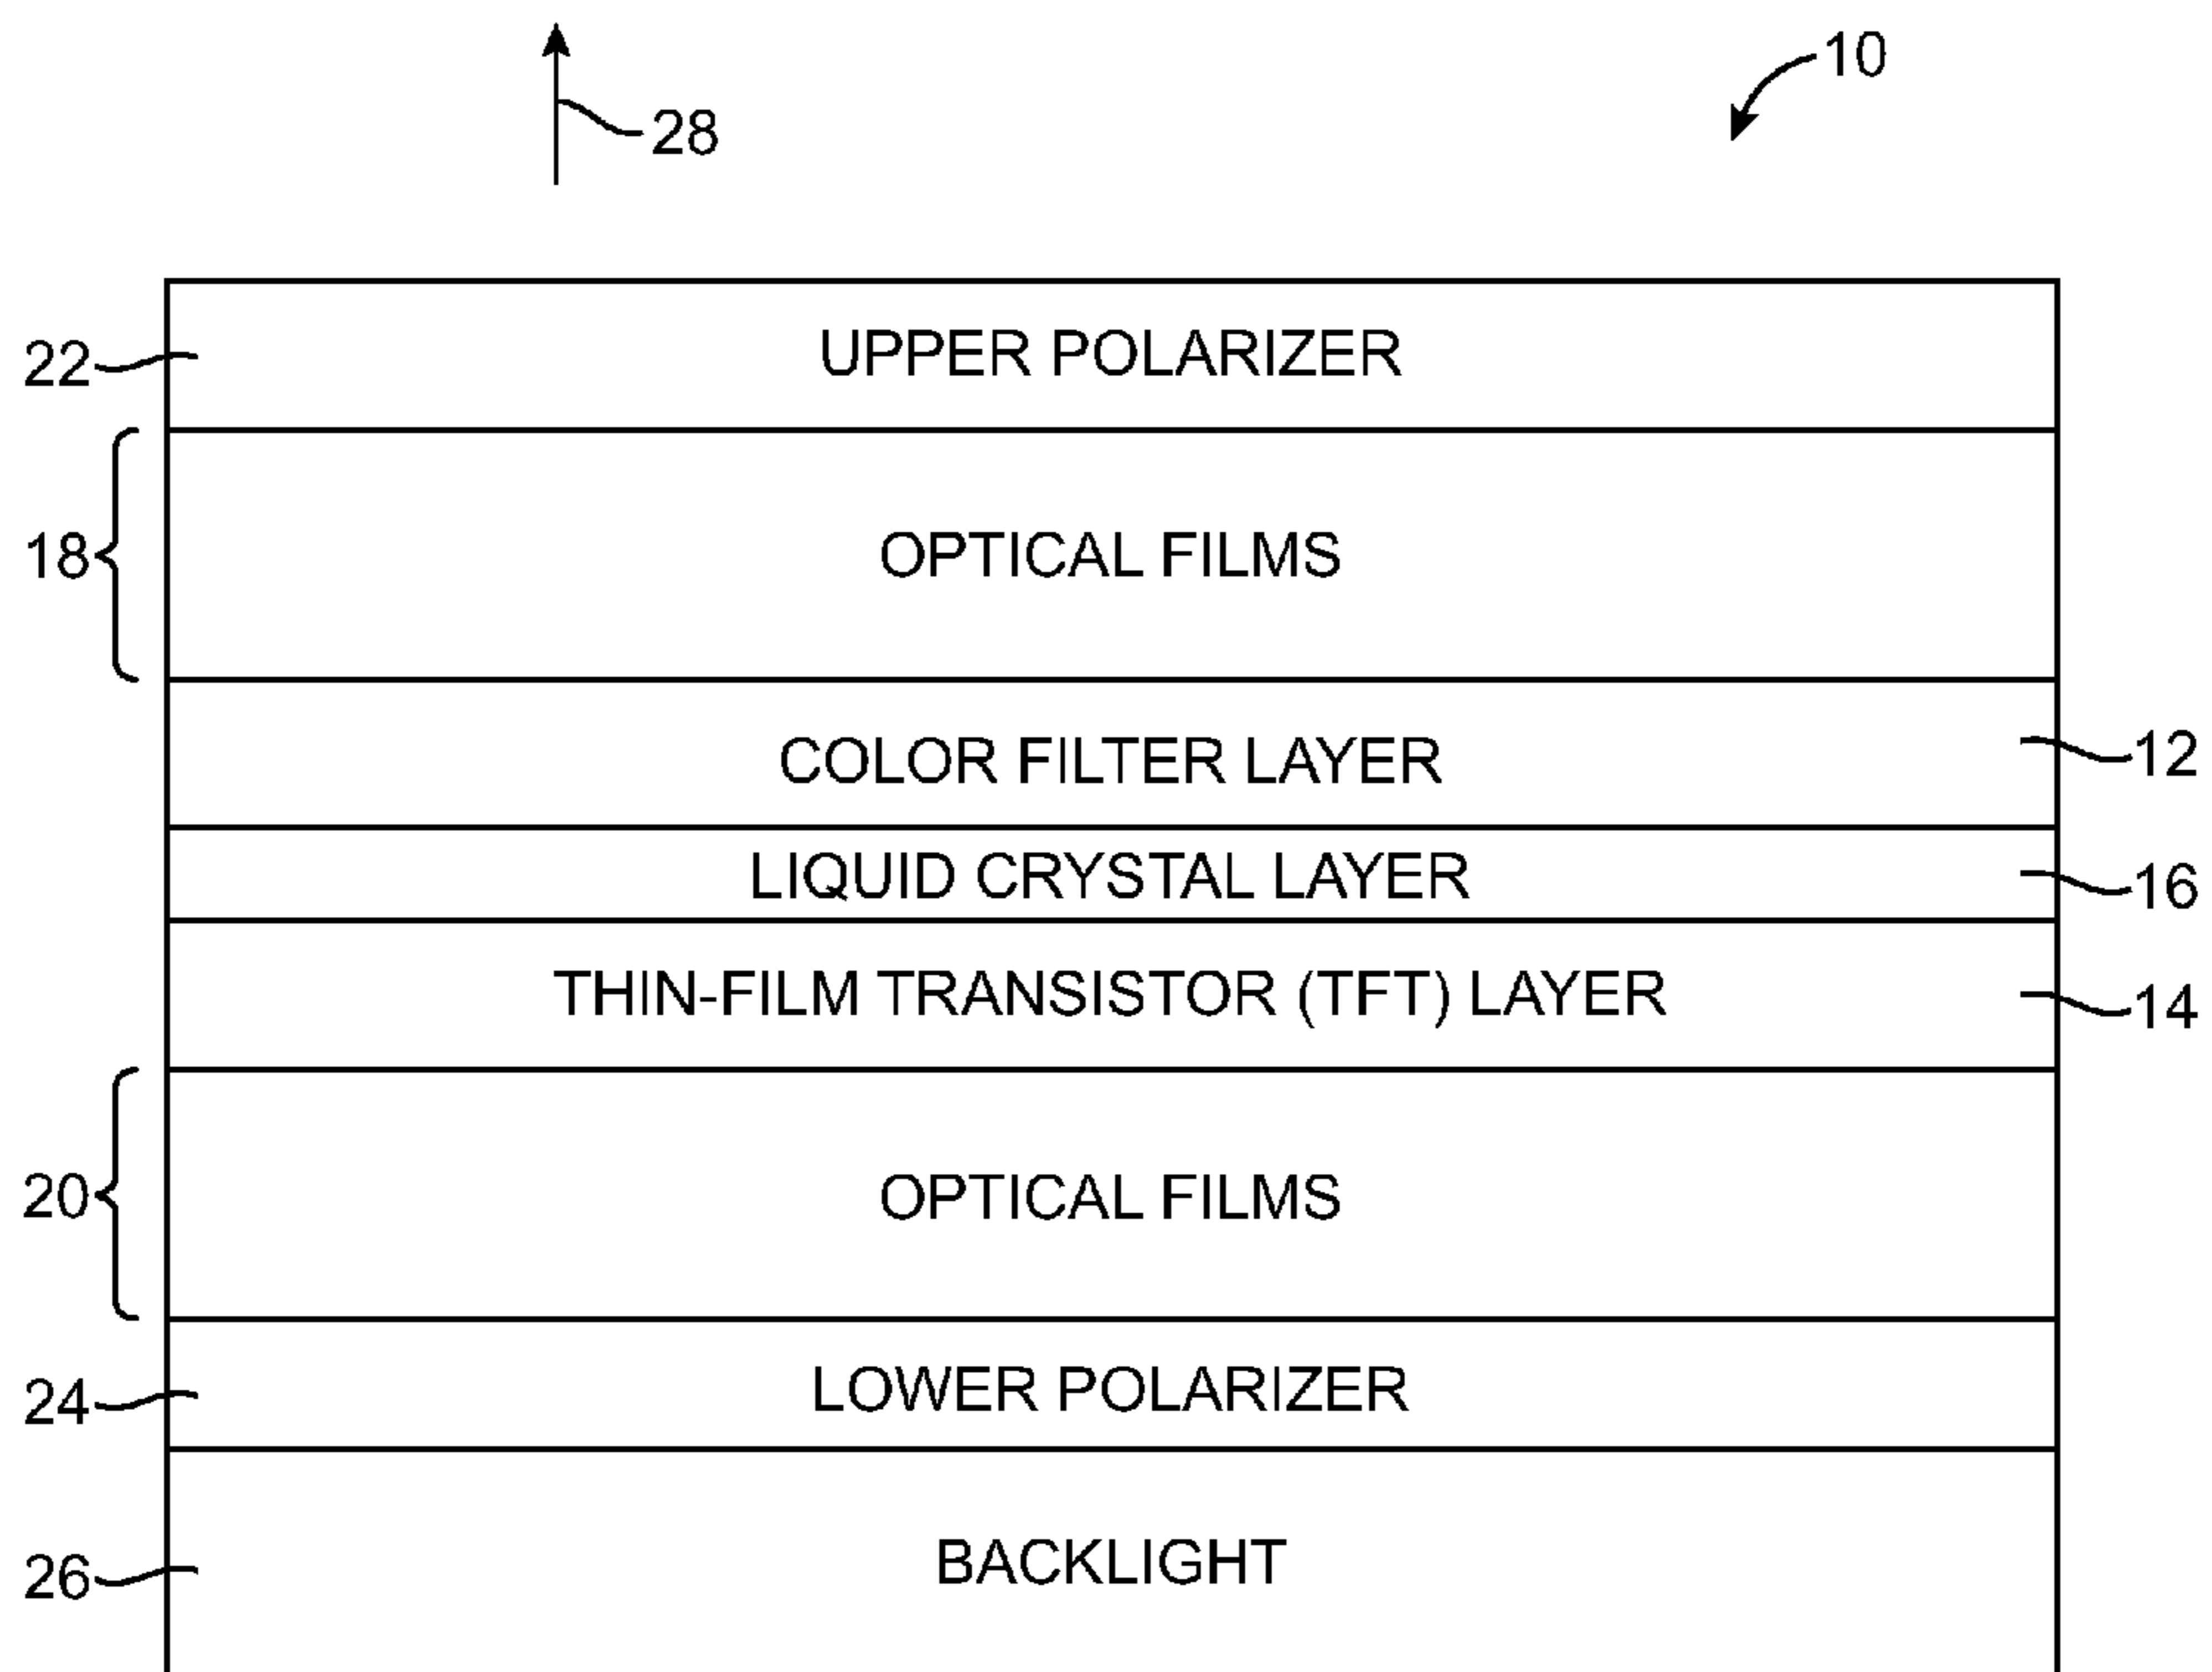 10
28
22
UPPER POLARIZER
18
OPTICAL FILMS
COLOR FILTER LAYER
12
LIQUID CRYSTAL LAYER
16
THIN-FILM TRANSISTOR (TFT) LAYER
14
20
OPTICAL FILMS
24
LOWER POLARIZER
26
BACKLIGHT